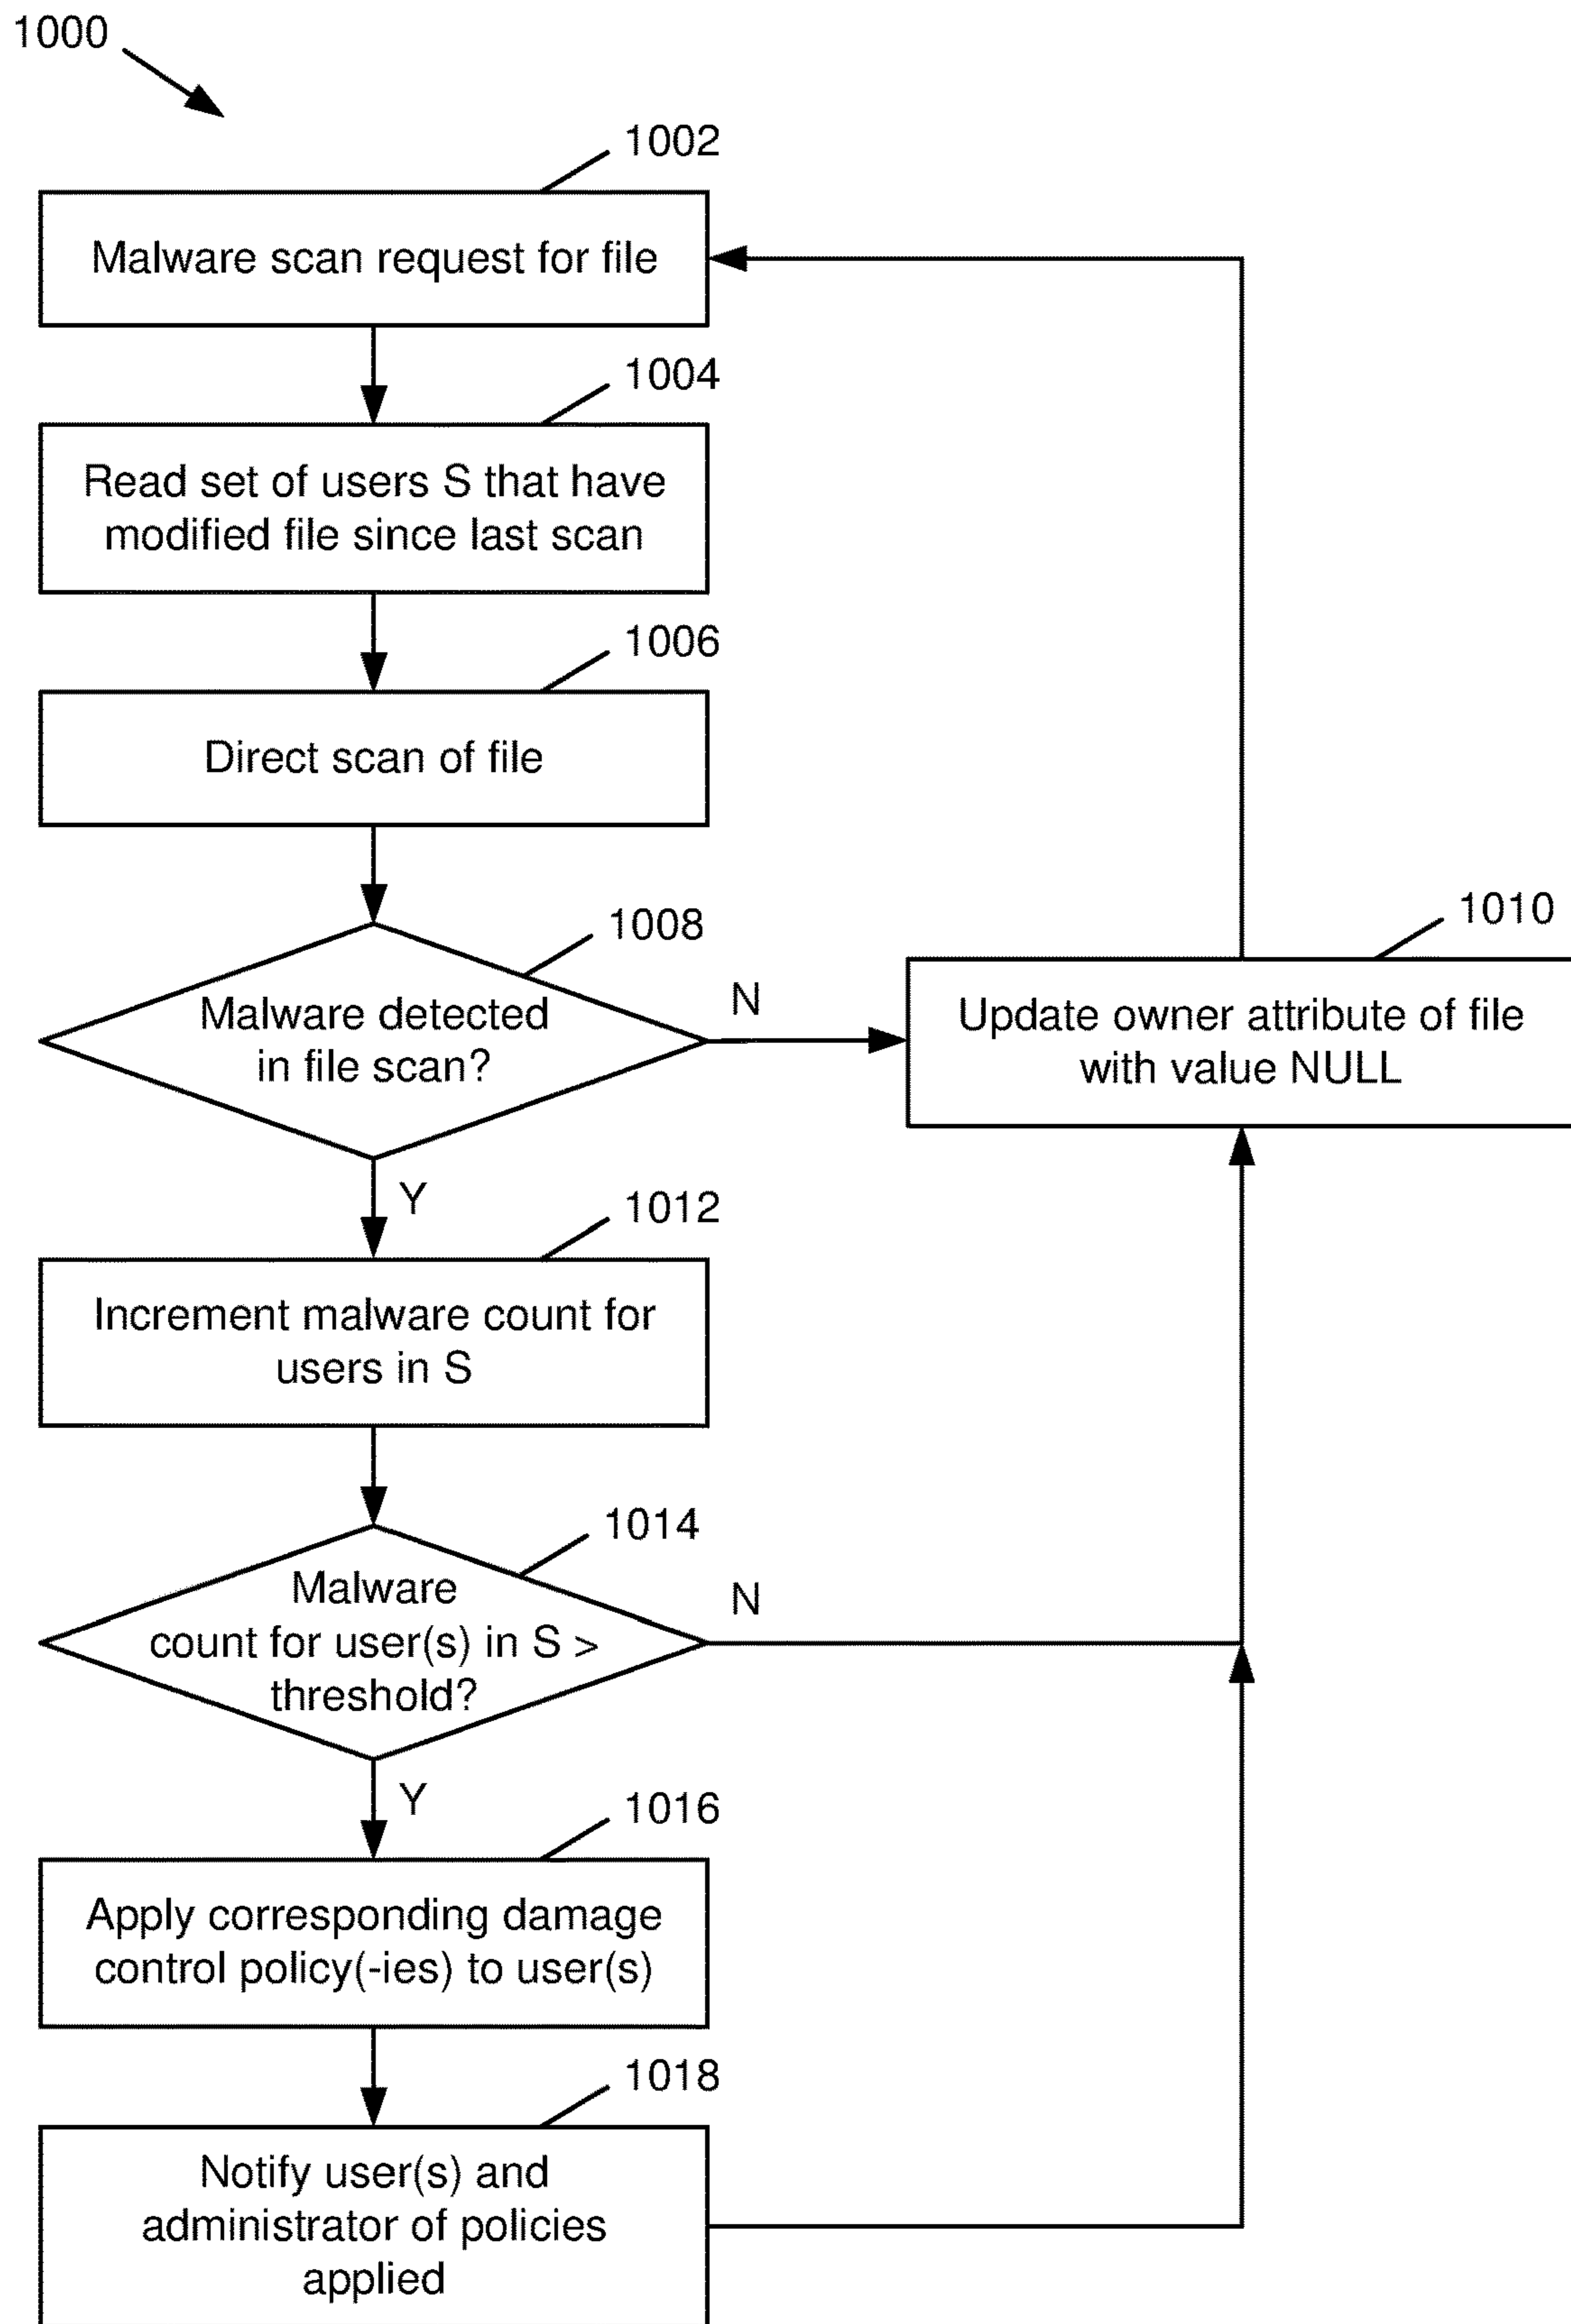 1000
1002
Malware scan request for file
1004
Read set of users S that have
modified file since last scan
1006
Direct scan of file
1008
Malware detected
in file scan?
N
1010
Update owner attribute of file
with value NULL
Y
1012
Increment malware count for
users in S
1014
Malware
count for user(s) in S >
threshold?
N
Y
1016
Apply corresponding damage
control policy(-ies) to user(s)
1018
Notify user(s) and
administrator of policies
applied